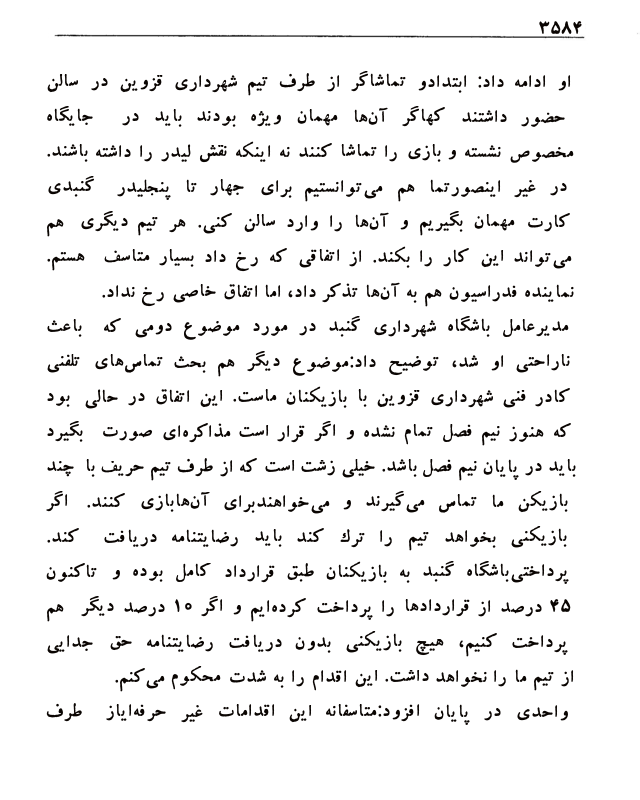 ۳۵۸۴
او ادامه داد: ابتدادو تماشاگر از طرف تیم شهرداری قزوین در سالن
حضور داشتند کهاگر آن‌ها مهمان ویژه بودند باید در جایگاه
مخصوص نشسته و بازی را تماشا کنند نه اینکه نقش لیدر را داشته باشند.
در غیر اینصورتما هم می‌توانستیم برای چهار تا پنجلیدر گنبدی
کارت مهمان بگیریم و آن‌ها را وارد سالن کنی. هر تیم دیگری هم
می‌تواند این کار را بکند. از اتفاقی که رخ داد بسیار متاسف هستم.
نماینده فدراسیون هم به آن‌ها تذکر داد، اما اتفاق خاصی رخ نداد.
مدیرعامل باشگاه شهرداری گنبد در مورد موضوع دومی که باعث
ناراحتی او شد، توضیح داد:موضوع دیگر هم بحث تماس‌های تلفنی
کادر فنی شهرداری قزوین با بازیکنان ماست. این اتفاق در حالی بود
که هنوز نیم فصل تمام نشده و اگر قرار است مذاکره‌ای صورت بگیرد
باید در پایان نیم فصل باشد. خیلی زشت است که از طرف تیم حریف با چند
بازیکن ما تماس می‌گیرند و می‌خواهندبرای آن‌هابازی کنند. اگر
بازیکنی بخواهد تیم را ترك کند باید رضایتنامه دریافت کند.
پرداختی‌باشگاه گنبد به بازیکنان طبق قرارداد کامل بوده و تاکنون
۴۵ درصد از قراردادها را پرداخت کرده‌ایم و اگر ۱۰ درصد دیگر هم
پرداخت کنیم، هیچ بازیکنی بدون دریافت رضایتنامه حق جدایی
از تیم ما را نخواهد داشت. این اقدام را به شدت محکوم می‌کنم.
واحدی در پایان افزود:متاسفانه این اقدامات غیر حرفه‌ایاز طرف